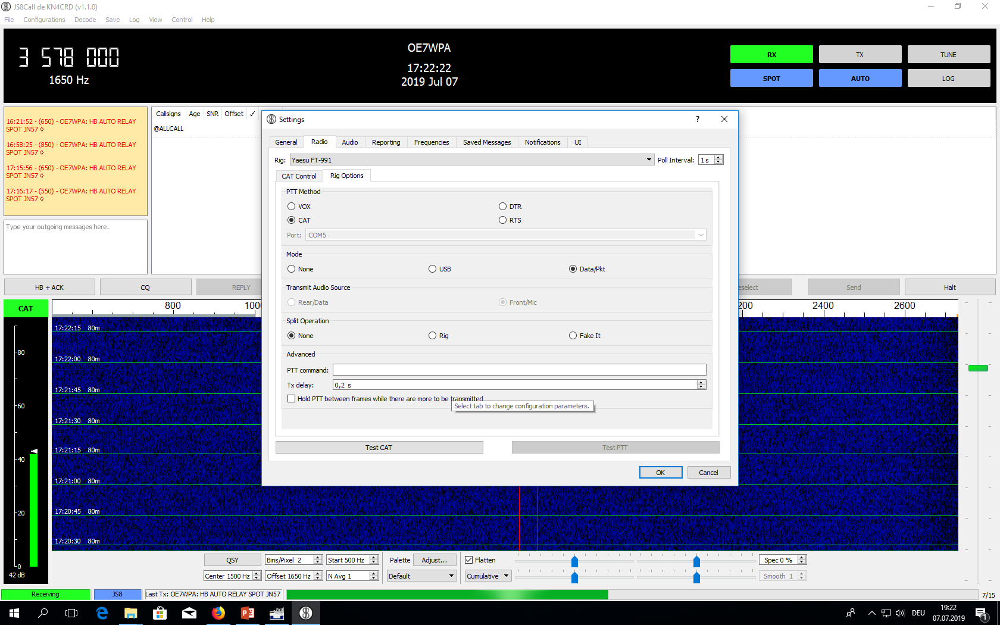 JS8Call de KN4CRD (v1.1.0)
File Configurations Decode Save Log View Control Help
3 578 000
1650 Hz
OE7WPA
17:22:22
2019 Jul 07
RX TX TUNE
SPOT AUTO LOG
16:21:52 - (650) - OE7WPA: HB AUTO RELAY
SPOT JN57 ◊
16:58:25 - (850) - OE7WPA: HB AUTO RELAY
SPOT JN57 ◊
17:15:56 - (650) - OE7WPA: HB AUTO RELAY
SPOT JN57 ◊
17:16:17 - (550) - OE7WPA: HB AUTO RELAY
SPOT JN57 ◊
Type your outgoing messages here.
Callsigns Age SNR Offset ✓
@ALLCALL
Settings
General Radio Audio Reporting Frequencies Saved Messages Notifications UI
Rig: Yaesu FT-991 Poll Interval: 1 s
CAT Control Rig Options
PTT Method
VOX DTR
CAT RTS
Port: COM5
Mode
None USB Data/Pkt
Transmit Audio Source
Rear/Data Front/Mic
Split Operation
None Rig Fake It
Advanced
PTT command:
Tx delay: 0,2 s
Hold PTT between frames while there are more to be transmitted
Select tab to change configuration parameters.
Test CAT Test PTT
OK Cancel
HB + ACK CQ REPLY eselect Send Halt
CAT
800 100 200 2400 2600
17:22:15 80m
17:22:00 80m
17:21:45 80m
17:21:30 80m
17:21:15 80m
17:21:00 80m
17:20:45 80m
17:20:30 80m
80
60
40
20
0
42 dB
QSY Bins/Pixel 2 Start 500 Hz Palette Adjust... Flatten Spec 0 %
Center 1500 Hz Offset 1650 Hz N Avg 1 Default Cumulative Smooth 1
Receiving JS8 Last Tx: OE7WPA: HB AUTO RELAY SPOT JN57 7/15
DEU
19:22
07.07.2019
1